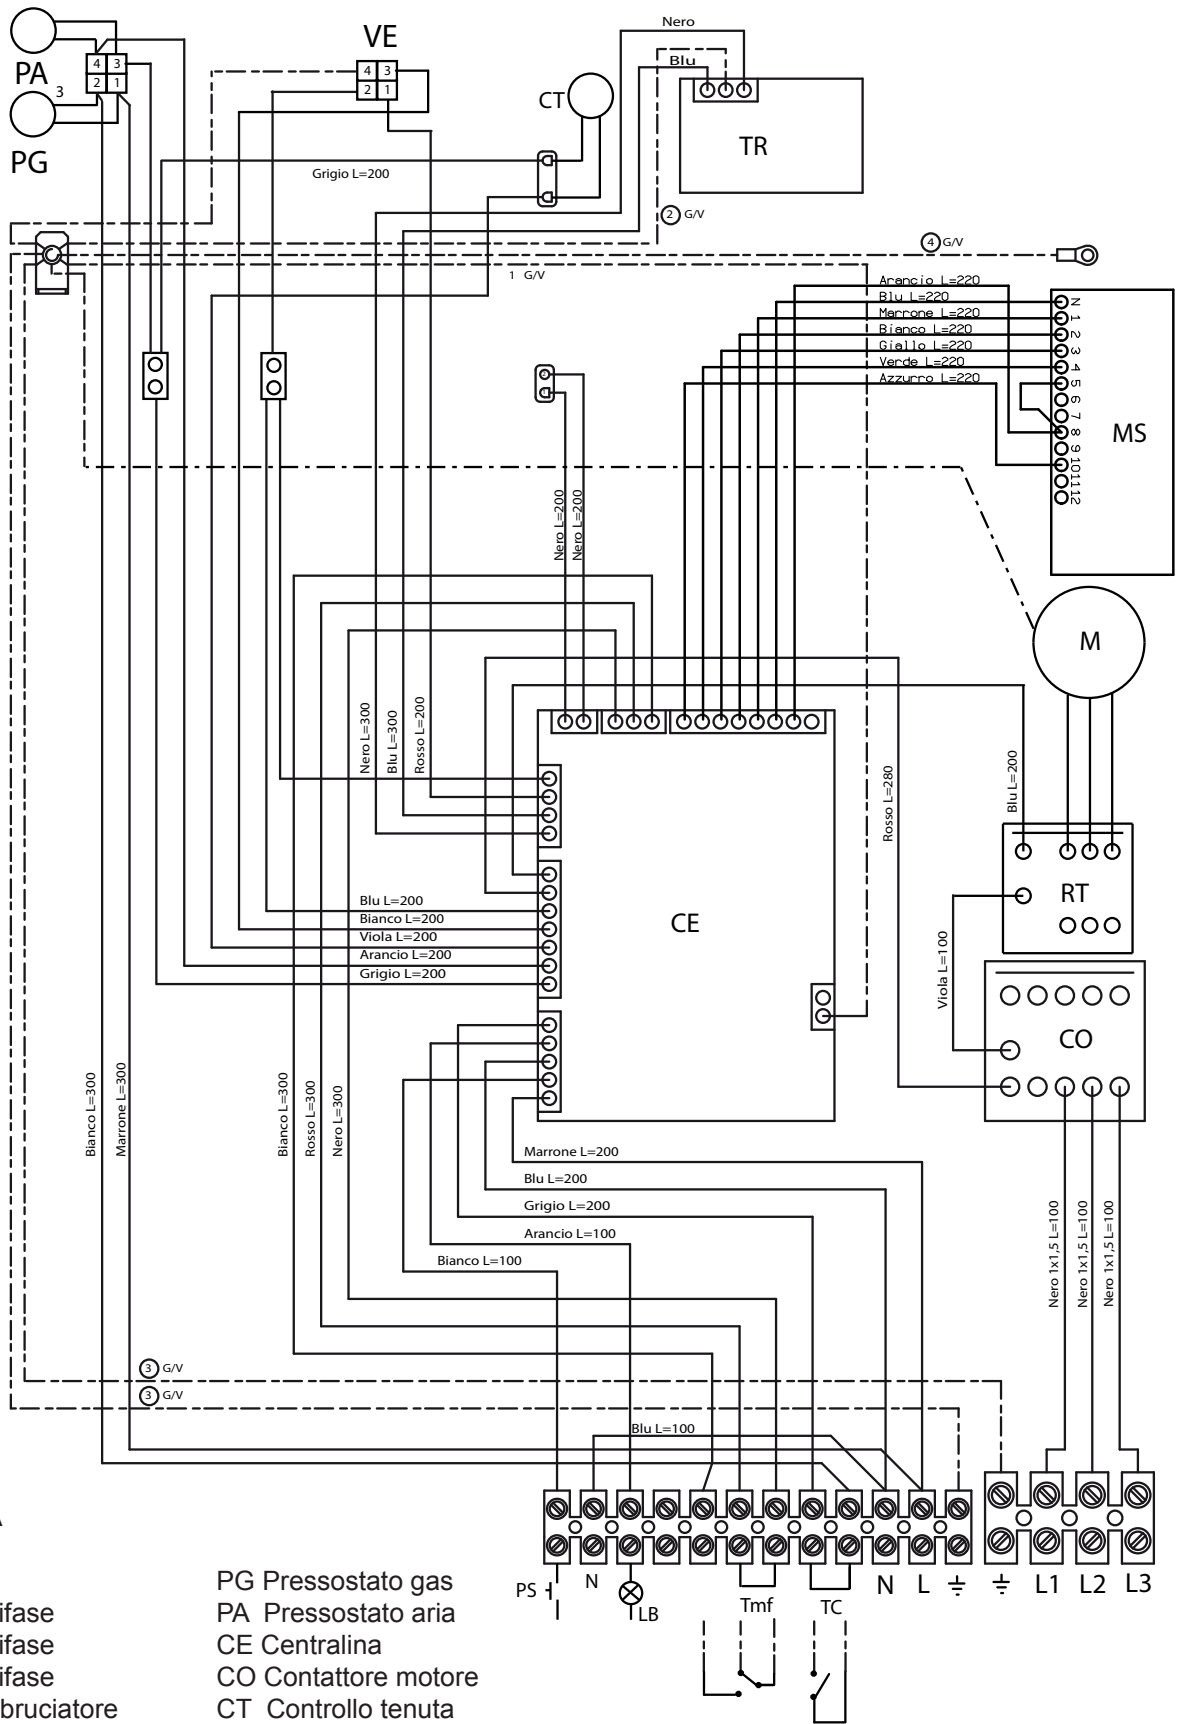 Nero
Blu
VE
PA
4 3
2 1
3
PG
4 3
2 1
CT
TR
Grigio L=200
2 G/V
4 G/V
1 G/V
Arancio L=220
Blu L=220
Marrone L=220
Bianco L=220
Giallo L=220
Verde L=220
Azzurro L=220
N
1
2
3
4
5
6
7
8
9
10
11
12
MS
Nero L=200
Nero L=200
M
Nero L=300
Blu L=300
Rosso L=200
Rosso L=280
Blu L=200
RT
CE
Blu L=200
Bianco L=200
Viola L=200
Arancio L=200
Grigio L=200
Viola L=100
CO
Bianco L=300
Marrone L=300
Bianco L=300
Rosso L=300
Nero L=300
Marrone L=200
Blu L=200
Grigio L=200
Arancio L=100
Bianco L=100
Nero 1x1,5 L=100
Nero 1x1,5 L=100
Nero 1x1,5 L=100
3 G/V
3 G/V
Blu L=100
PS
N
LB
Tmf
TC
N
L
L1
L2
L3
ifase
ifase
ifase
bruciatore
PG Pressostato gas
PA Pressostato aria
CE Centralina
CO Contattore motore
CT Controllo tenuta